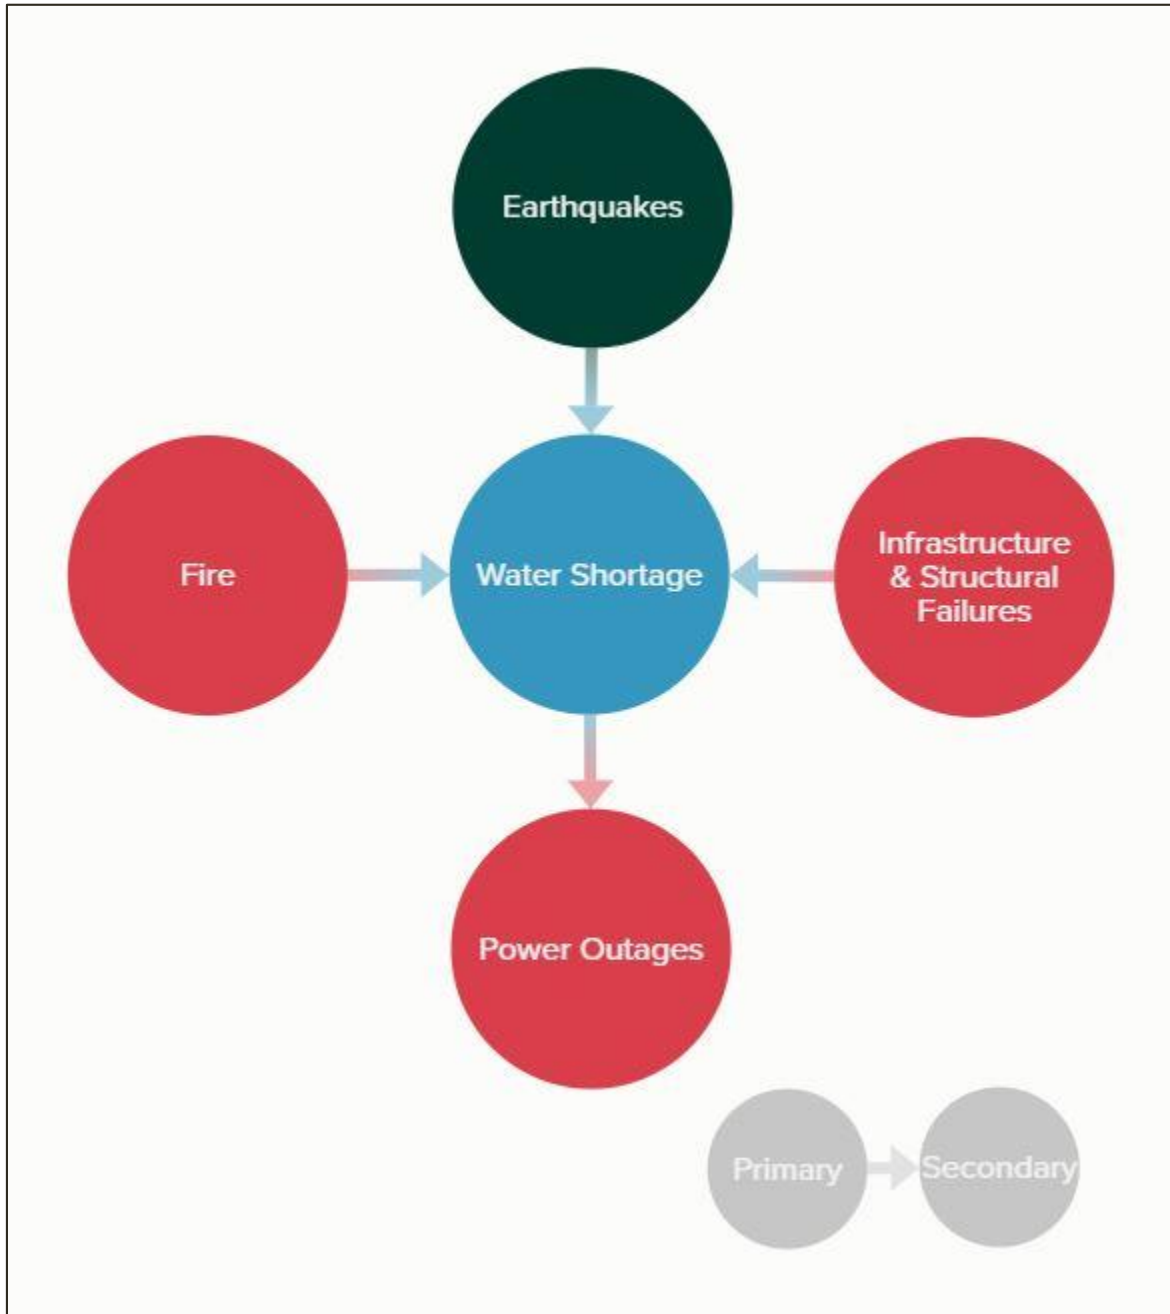 Earthquakes
Fire
Water Shortage
Infrastructure
& Structural
Failures
Power Outages
Primary
Secondary